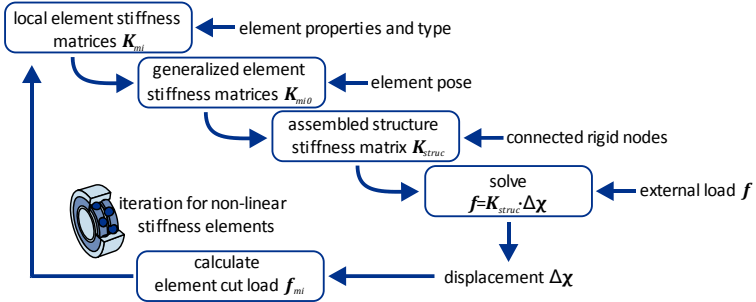 local element stiffness
matrices K_mi
element properties and type
generalized element
stiffness matrices K_mi0
element pose
assembled structure
stiffness matrix K_struc
connected rigid nodes
solve
f=K_struc·Δχ
external load f
iteration for non-linear
stiffness elements
calculate
element cut load f_mi
displacement Δχ